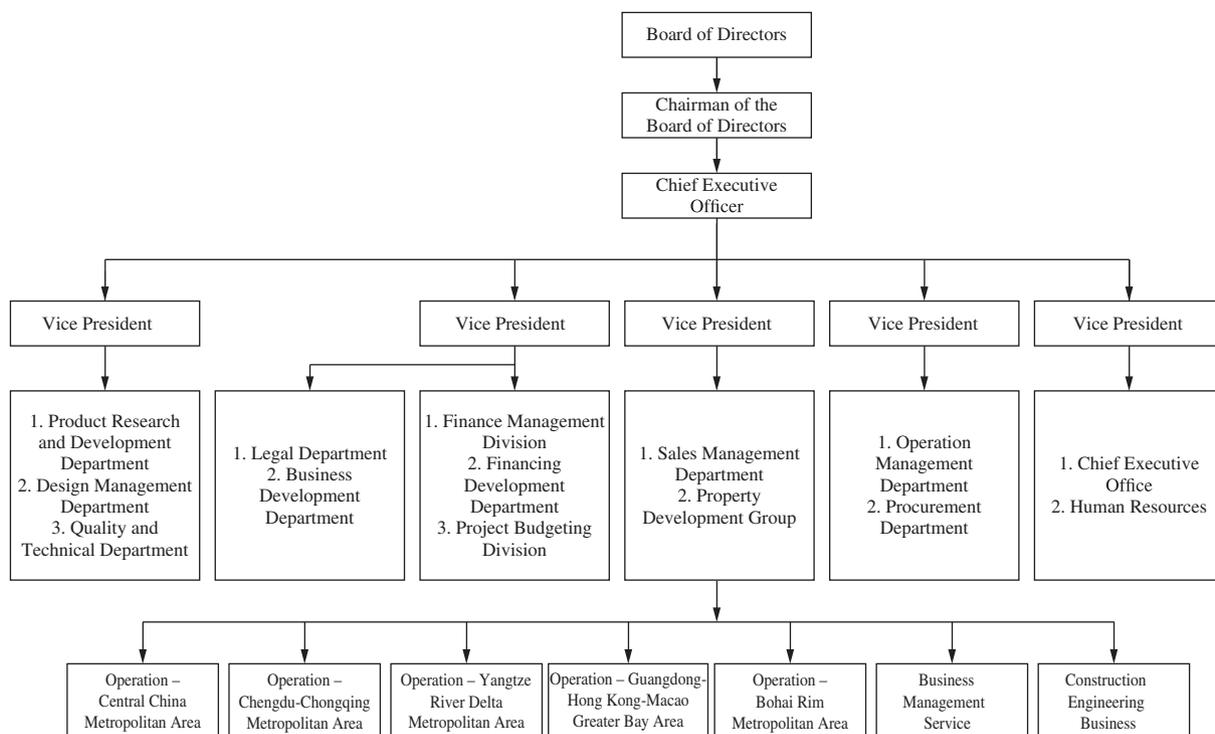 Board of Directors
Chairman of the
Board of Directors
Chief Executive
Officer
Vice President
Vice President
Vice President
Vice President
Vice President
1. Product Research
and Development
Department
2. Design Management
Department
3. Quality and
Technical Department
1. Legal Department
2. Business
Development
Department
1. Finance Management
Division
2. Financing
Development
Department
3. Project Budgeting
Division
1. Sales Management
Department
2. Property
Development Group
1. Operation
Management
Department
2. Procurement
Department
1. Chief Executive
Office
2. Human Resources
Operation –
Central China
Metropolitan Area
Operation –
Chengdu-Chongqing
Metropolitan Area
Operation – Yangtze
River Delta
Metropolitan Area
Operation – Guangdong-
Hong Kong-Macao
Greater Bay Area
Operation –
Bohai Rim
Metropolitan Area
Business
Management
Service
Construction
Engineering
Business